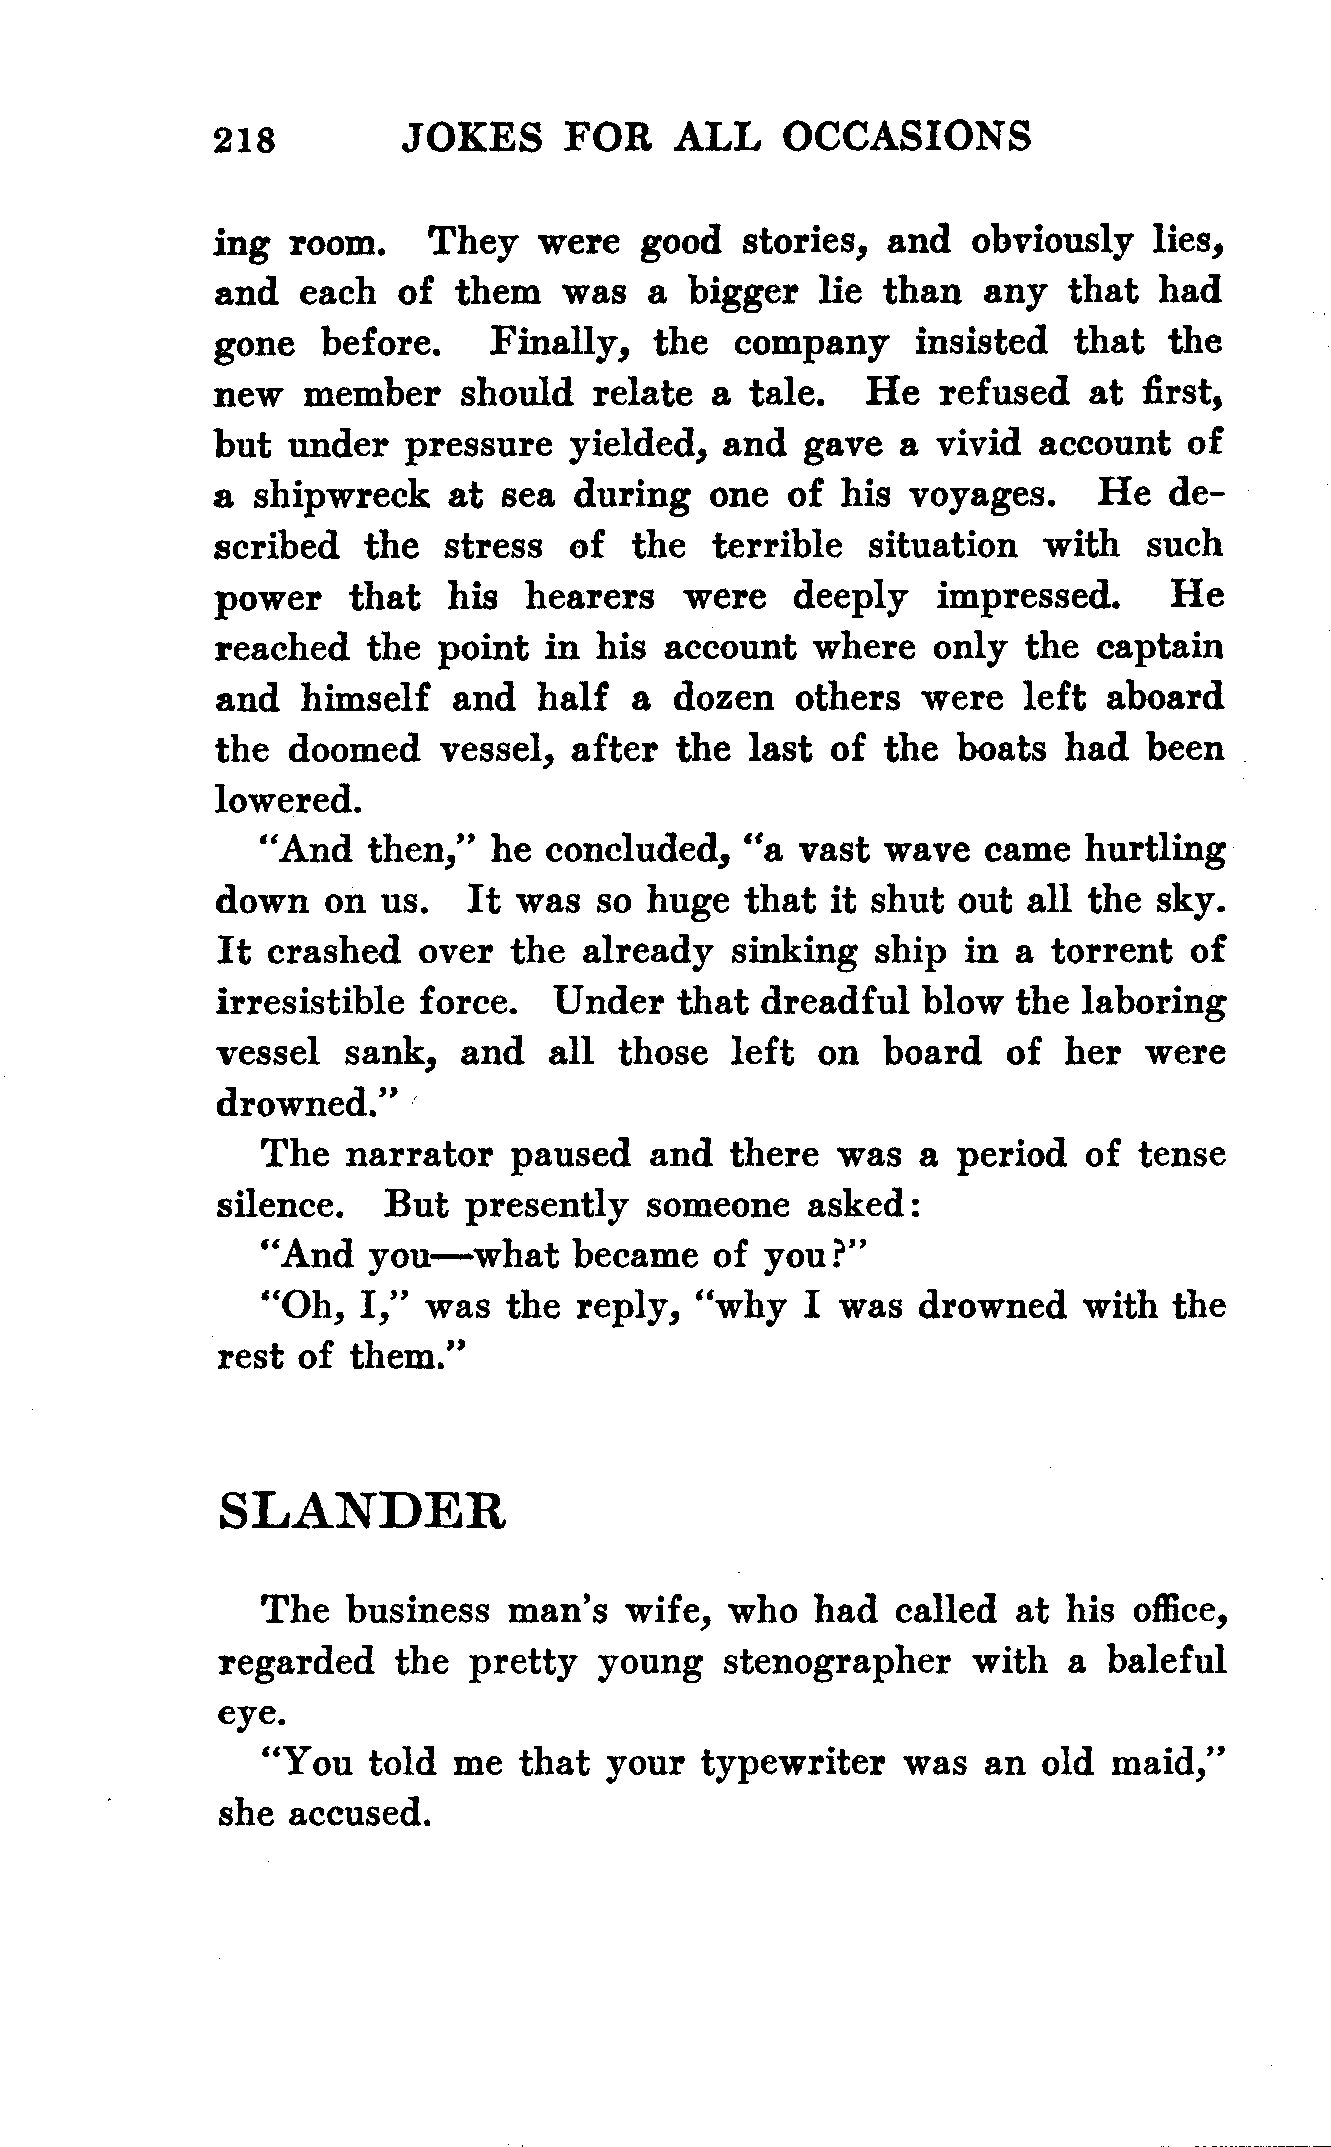 218 JOKES FOR ALL OCCASIONS
ing room. They were good stories, and obviously lies,
and each of them was a bigger lie than any that had
gone before. Finally, the company insisted that the
new member should relate a tale. He refused at first,
but under pressure yielded, and gave a vivid account of
a shipwreck at sea during one of his voyages. He de-
scribed the stress of the terrible situation with such
power that his hearers were deeply impressed. He
reached the point in his account where only the captain
and himself and half a dozen others were left aboard
the doomed vessel, after the last of the boats had been
lowered.
"And then," he concluded, "a vast wave came hurtling
down on us. It was so huge that it shut out all the sky.
It crashed over the already sinking ship in a torrent of
irresistible force. Under that dreadful blow the laboring
vessel sank, and all those left on board of her were
drowned."
The narrator paused and there was a period of tense
silence. But presently someone asked:
"And you—what became of you?"
"Oh, I," was the reply, "why I was drowned with the
rest of them."
SLANDER
The business man's wife, who had called at his office,
regarded the pretty young stenographer with a baleful
eye.
"You told me that your typewriter was an old maid,"
she accused.